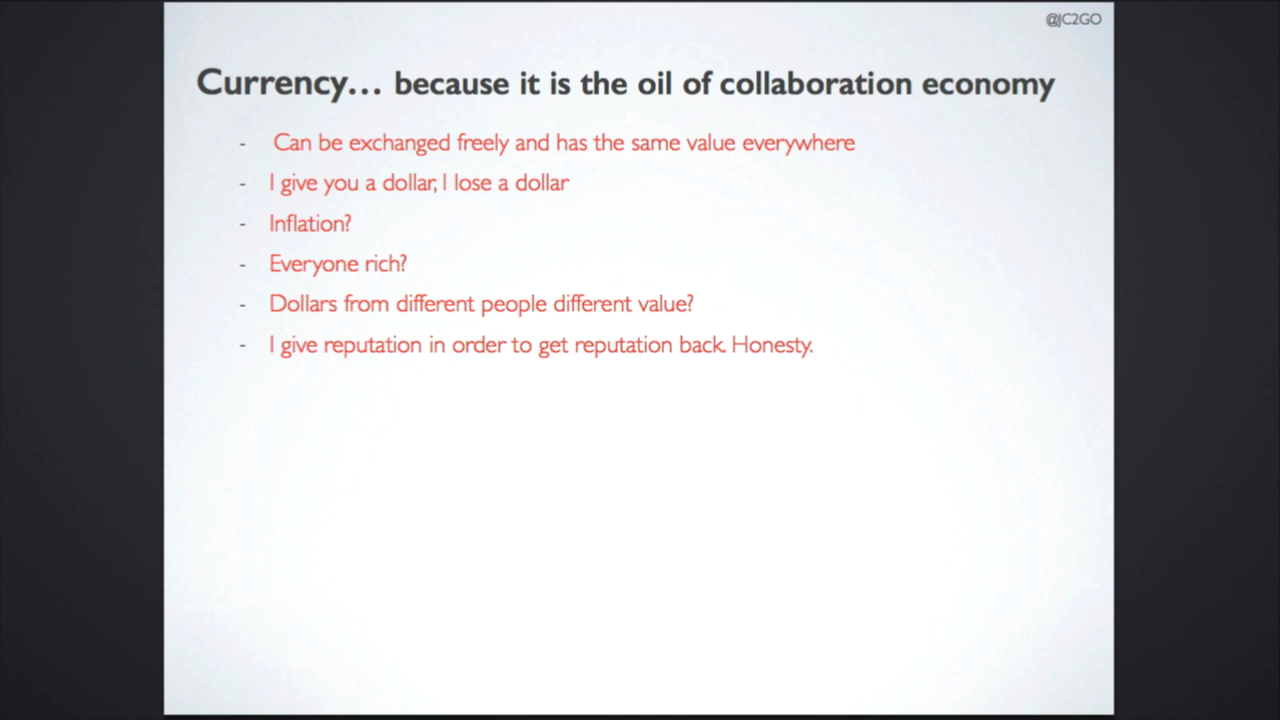 @JC2GO
Currency… because it is the oil of collaboration economy
- Can be exchanged freely and has the same value everywhere
- I give you a dollar, I lose a dollar
- Inflation?
- Everyone rich?
- Dollars from different people different value?
- I give reputation in order to get reputation back. Honesty.